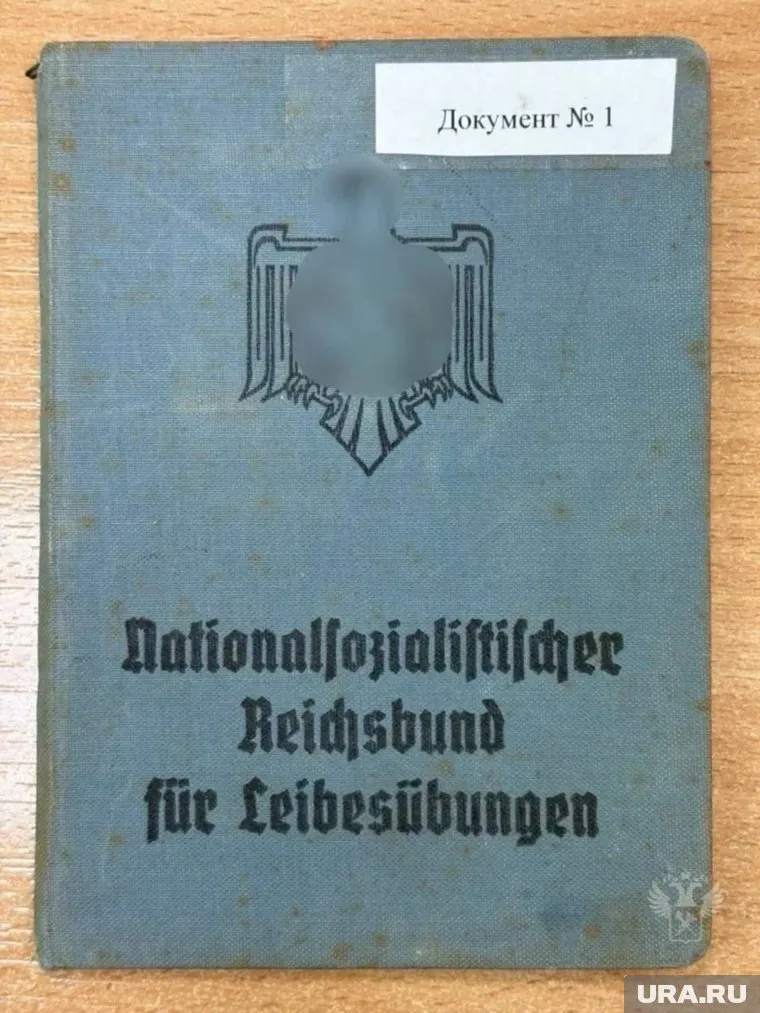 Документ № 1
Nationalsozialistischer
Reichsbund
für Leibesübungen
URA.RU